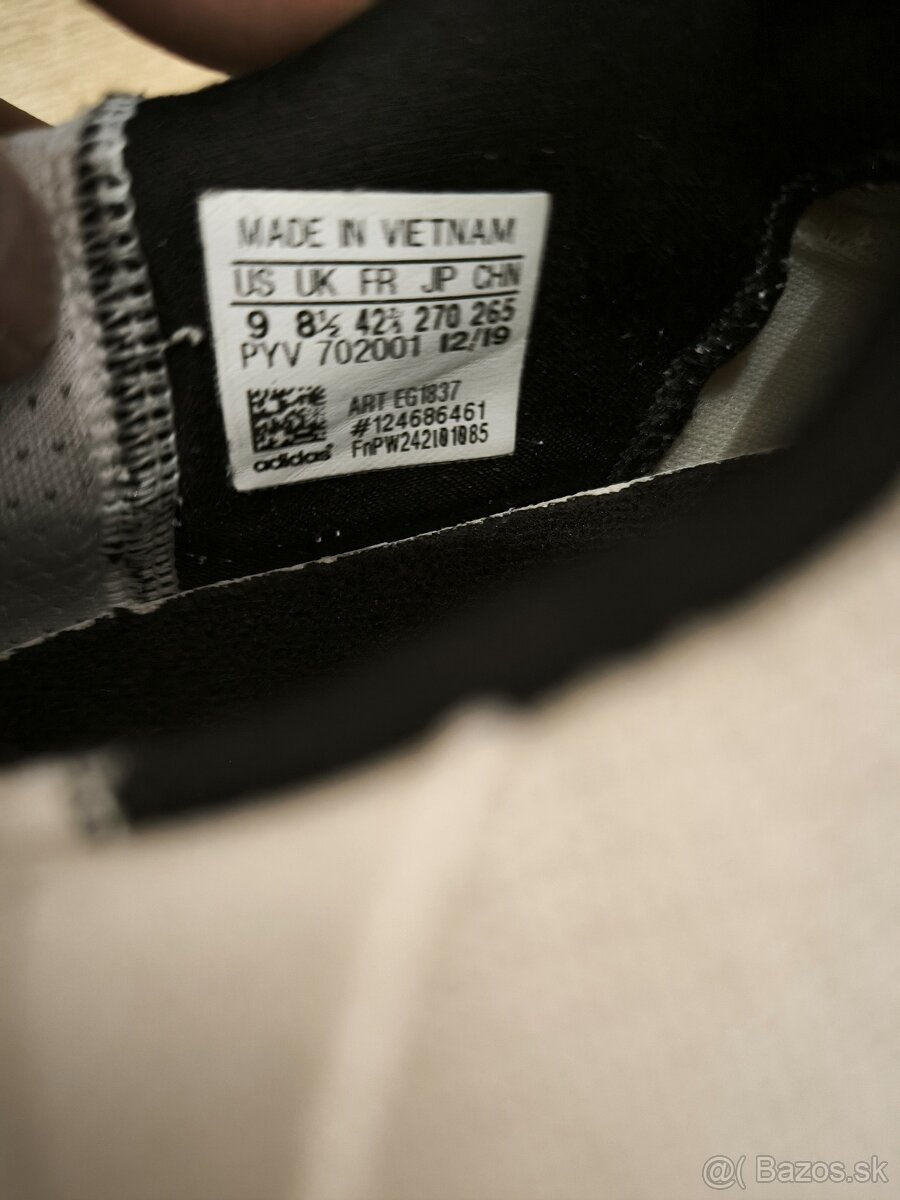 MADE IN VIETNAM
US UK FR JP CHN
9 8½ 42⅔ 270 265
PYV 702001 12/19
ART EG1837
#124686461
FnPW242I01085
adidas
@( Bazos.sk